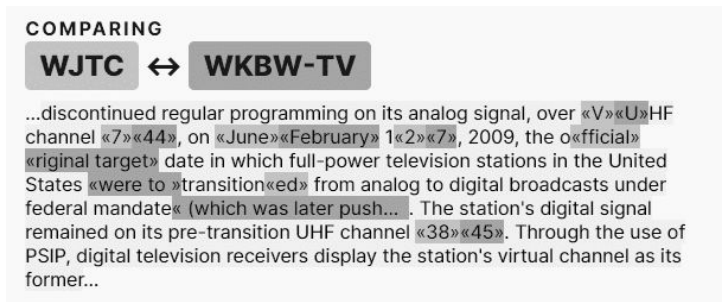 COMPARING
WJTC ↔ WKBW-TV
...discontinued regular programming on its analog signal, over «V»«U»HF
channel «7»«44», on «June»«February» 1«2»«7», 2009, the o«fficial»
«riginal target» date in which full-power television stations in the United
States «were to »transition«ed» from analog to digital broadcasts under
federal mandate« (which was later push... . The station's digital signal
remained on its pre-transition UHF channel «38»«45». Through the use of
PSIP, digital television receivers display the station's virtual channel as its
former...